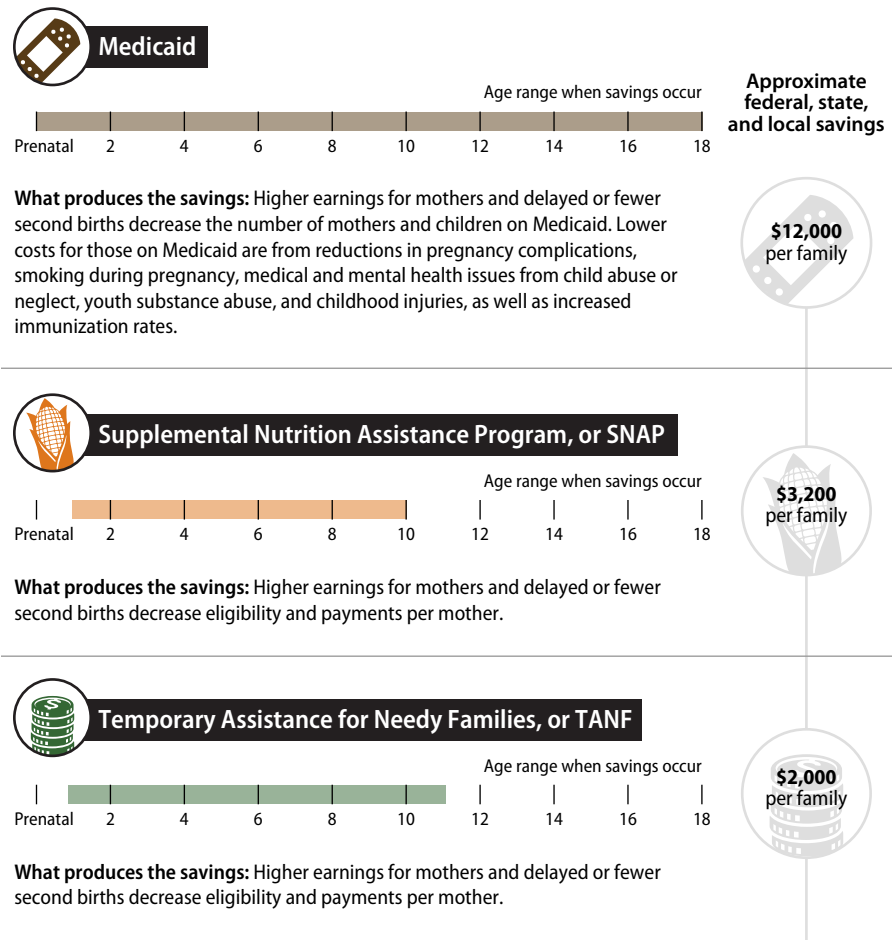 Medicaid
Age range when savings occur
Approximate
federal, state,
and local savings
Prenatal 2 4 6 8 10 12 14 16 18
What produces the savings: Higher earnings for mothers and delayed or fewer
second births decrease the number of mothers and children on Medicaid. Lower
costs for those on Medicaid are from reductions in pregnancy complications,
smoking during pregnancy, medical and mental health issues from child abuse or
neglect, youth substance abuse, and childhood injuries, as well as increased
immunization rates.
$12,000
per family
Supplemental Nutrition Assistance Program, or SNAP
Age range when savings occur
Prenatal 2 4 6 8 10 12 14 16 18
What produces the savings: Higher earnings for mothers and delayed or fewer
second births decrease eligibility and payments per mother.
$3,200
per family
$
Temporary Assistance for Needy Families, or TANF
Age range when savings occur
Prenatal 2 4 6 8 10 12 14 16 18
What produces the savings: Higher earnings for mothers and delayed or fewer
second births decrease eligibility and payments per mother.
$2,000
per family